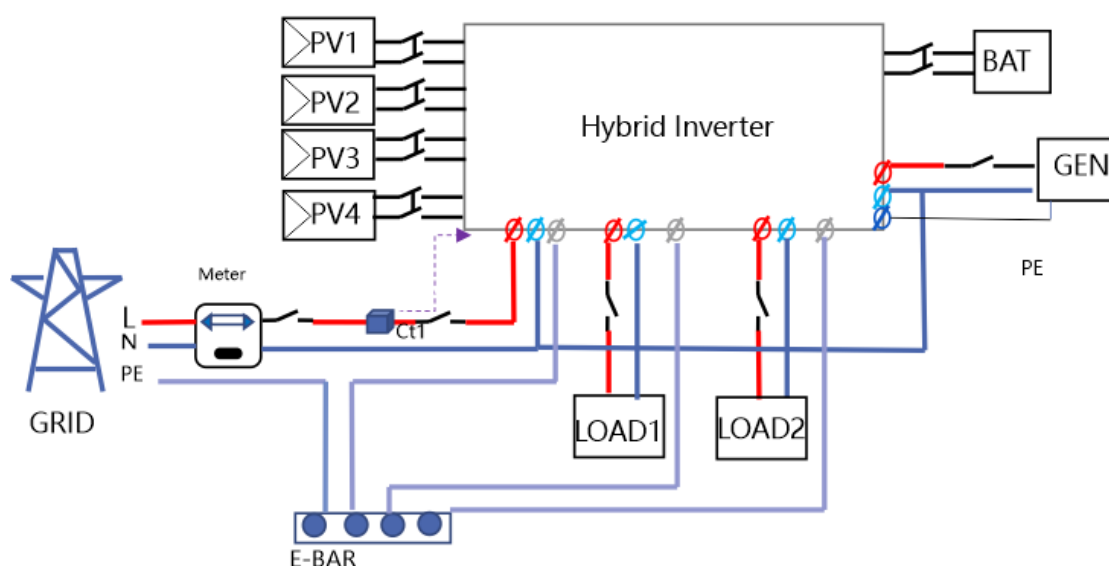 PV1
PV2
PV3
PV4
Hybrid Inverter
BAT
GEN
PE
Meter
L
N
PE
Ct1
GRID
LOAD1
LOAD2
E-BAR